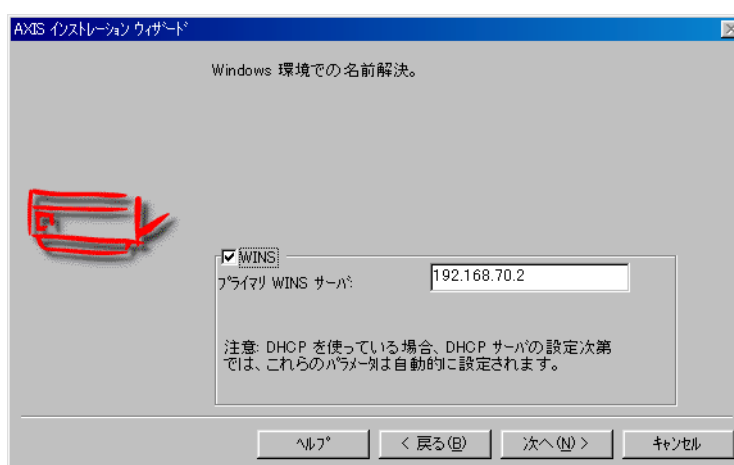 AXIS インストレーション ウィザード
Windows 環境での名前解決。
WINS
プライマリ WINS サーバ:
192.168.70.2
注意: DHCP を使っている場合、DHCP サーバの設定次第
では、これらのパラメータは自動的に設定されます。
ヘルプ
< 戻る(B)
次へ(N) >
キャンセル